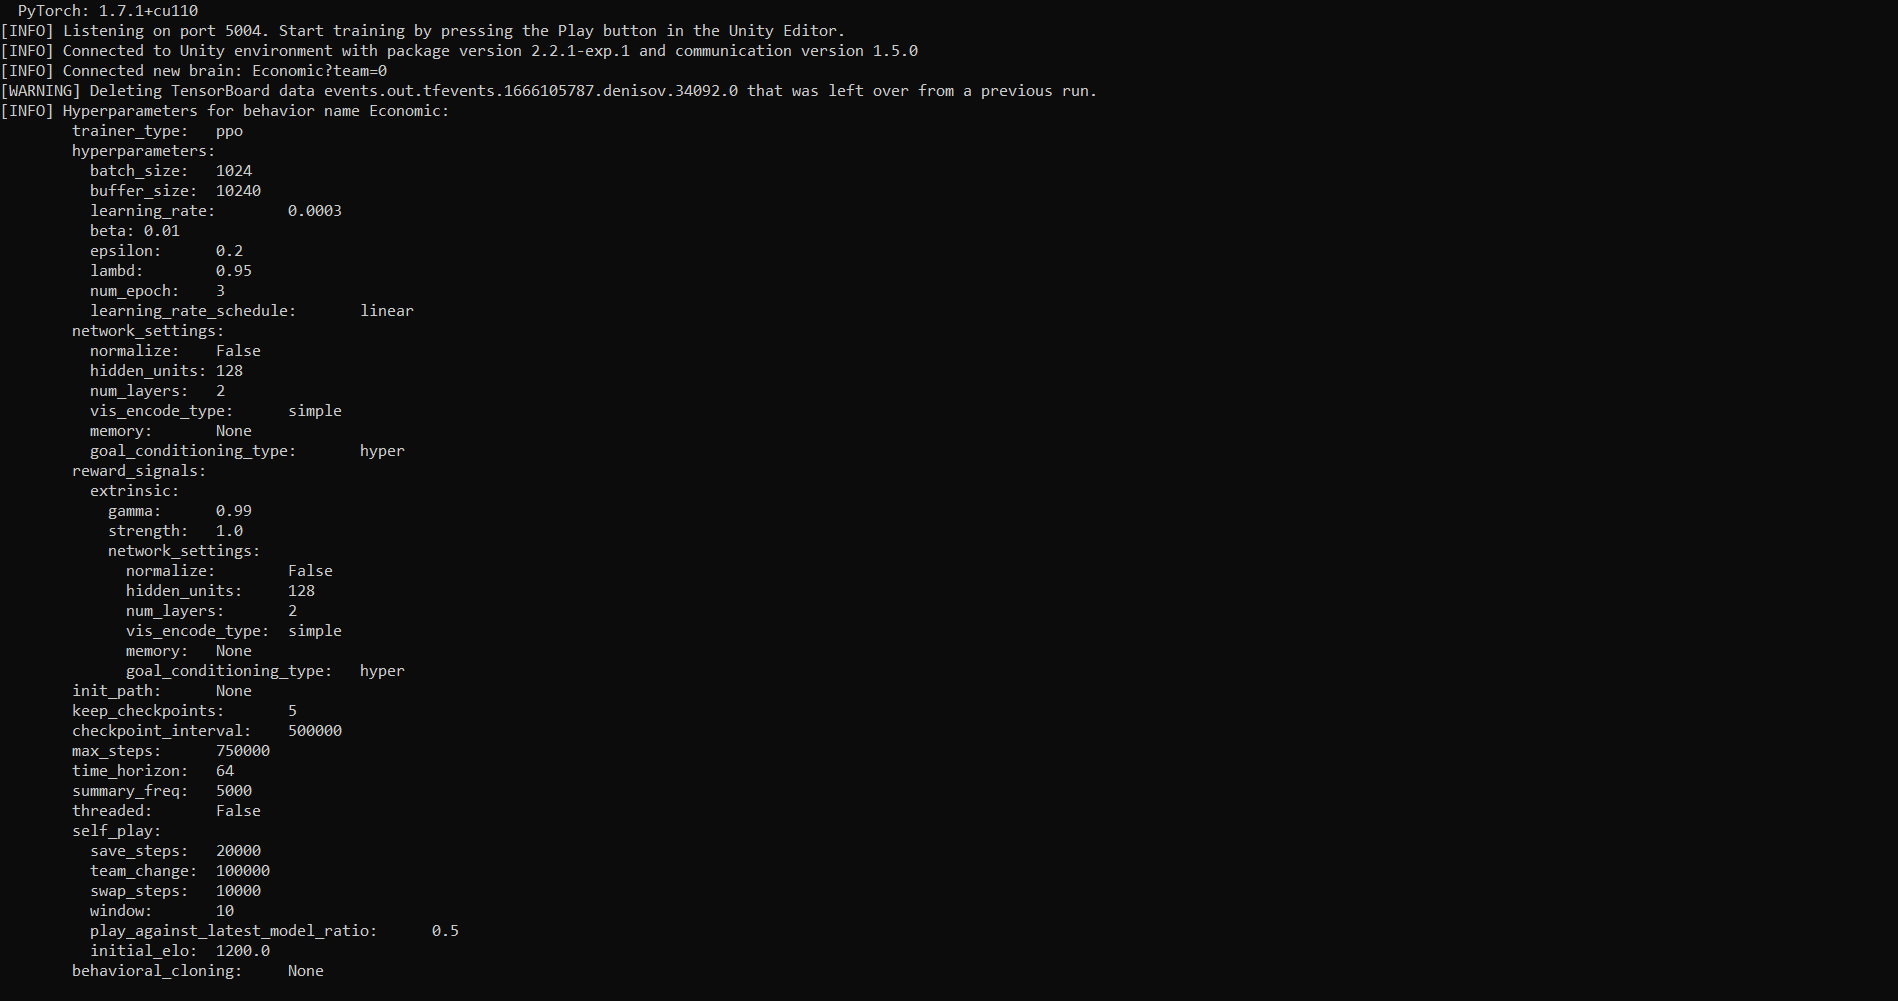 PyTorch: 1.7.1+cu110
[INFO] Listening on port 5004. Start training by pressing the Play button in the Unity Editor.
[INFO] Connected to Unity environment with package version 2.2.1-exp.1 and communication version 1.5.0
[INFO] Connected new brain: Economic?team=0
[WARNING] Deleting TensorBoard data events.out.tfevents.1666105787.denisov.34092.0 that was left over from a previous run.
[INFO] Hyperparameters for behavior name Economic:
trainer_type: ppo
hyperparameters:
batch_size: 1024
buffer_size: 10240
learning_rate: 0.0003
beta: 0.01
epsilon: 0.2
lambd: 0.95
num_epoch: 3
learning_rate_schedule: linear
network_settings:
normalize: False
hidden_units: 128
num_layers: 2
vis_encode_type: simple
memory: None
goal_conditioning_type: hyper
reward_signals:
extrinsic:
gamma: 0.99
strength: 1.0
network_settings:
normalize: False
hidden_units: 128
num_layers: 2
vis_encode_type: simple
memory: None
goal_conditioning_type: hyper
init_path: None
keep_checkpoints: 5
checkpoint_interval: 500000
max_steps: 750000
time_horizon: 64
summary_freq: 5000
threaded: False
self_play:
save_steps: 20000
team_change: 100000
swap_steps: 10000
window: 10
play_against_latest_model_ratio: 0.5
initial_elo: 1200.0
behavioral_cloning: None